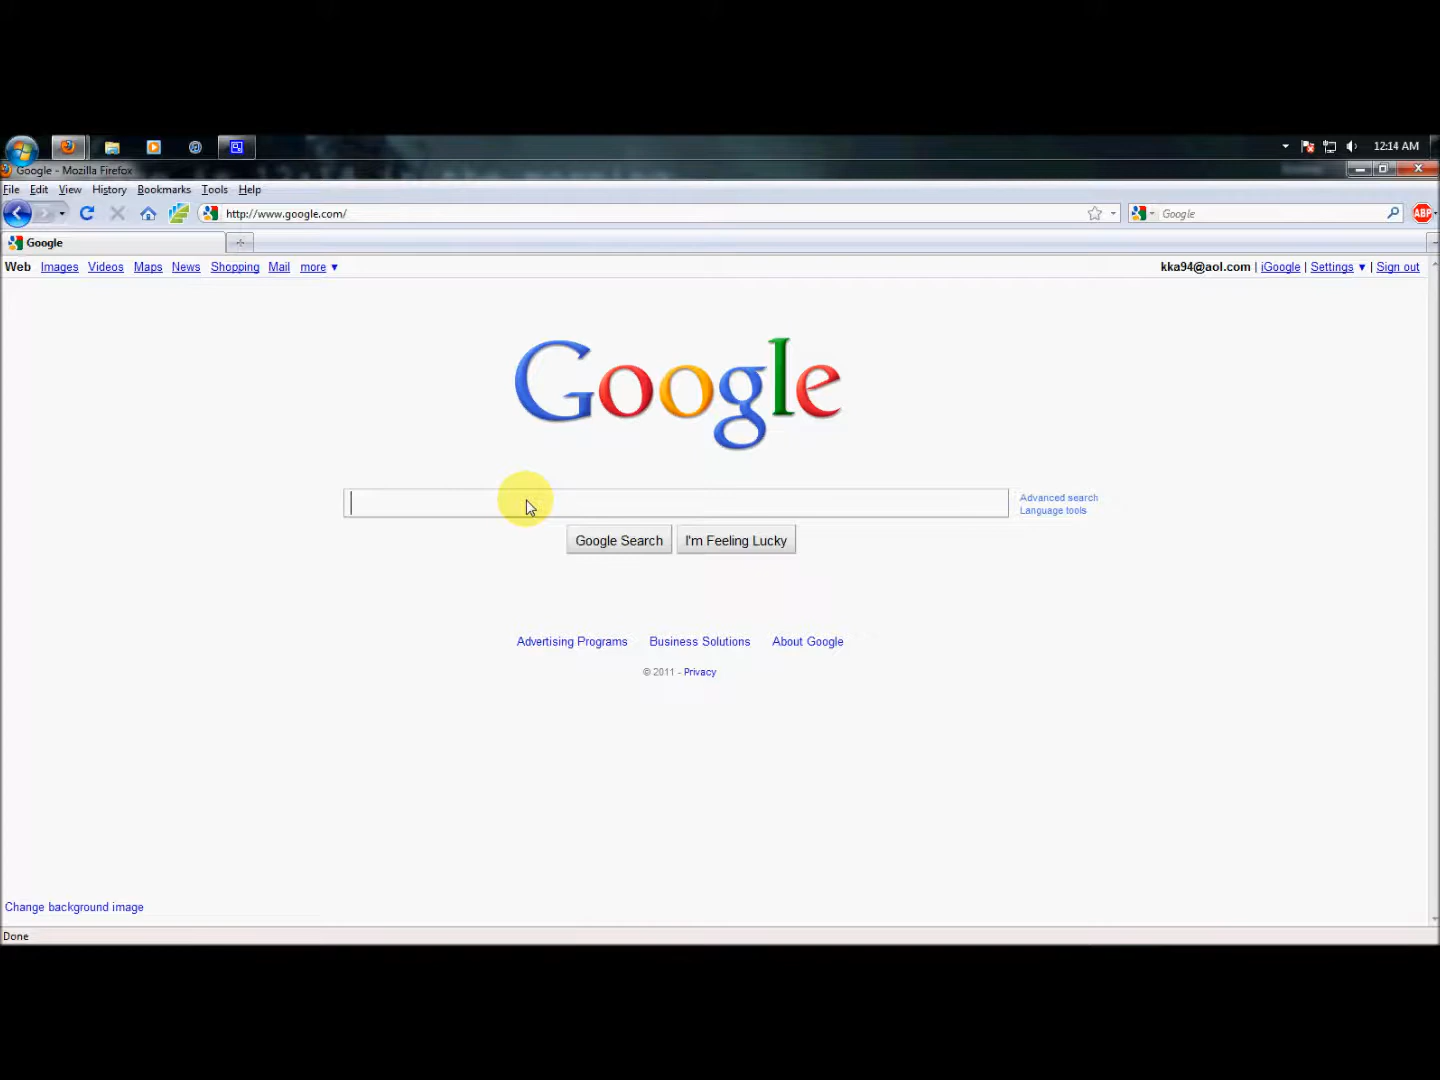 12:14 AM
Google - Mozilla Firefox
File Edit View History Bookmarks Tools Help
http://www.google.com/ Google ABP
Google
Web Images Videos Maps News Shopping Mail more ▼ kka94@aol.com | iGoogle | Settings ▼ | Sign out
Google
Advanced search
Language tools
Google Search I'm Feeling Lucky
Advertising Programs Business Solutions About Google
© 2011 - Privacy
Change background image
Done